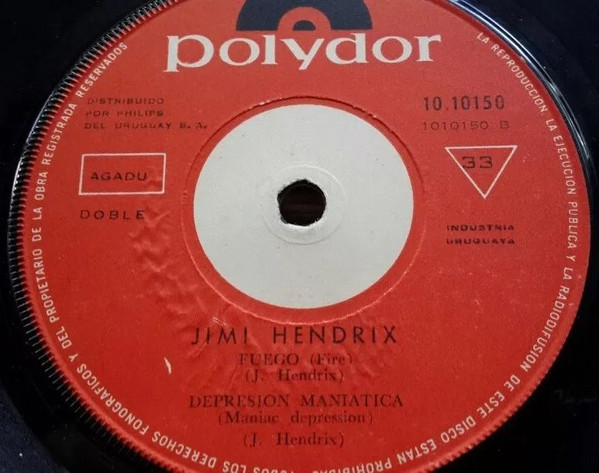 polydor
DISTRIBUIDO
POR PHILIPS
DEL URUGUAY S. A.
10.10150
1010150 B
AGADU
33
DOBLE
INDUSTRIA
URUGUAYA
JIMI HENDRIX
FUEGO (Fire)
(J. Hendrix)
DEPRESION MANIATICA
(Maniac depression)
(J. Hendrix)
LA REPRODUCCION, LA EJECUCION PUBLICA Y LA RADIODIFUSION DE ESTE DISCO ESTAN PROHIBIDAS. TODOS LOS DERECHOS FONOGRAFICOS Y DEL PROPIETARIO DE LA OBRA REGISTRADA RESERVADOS